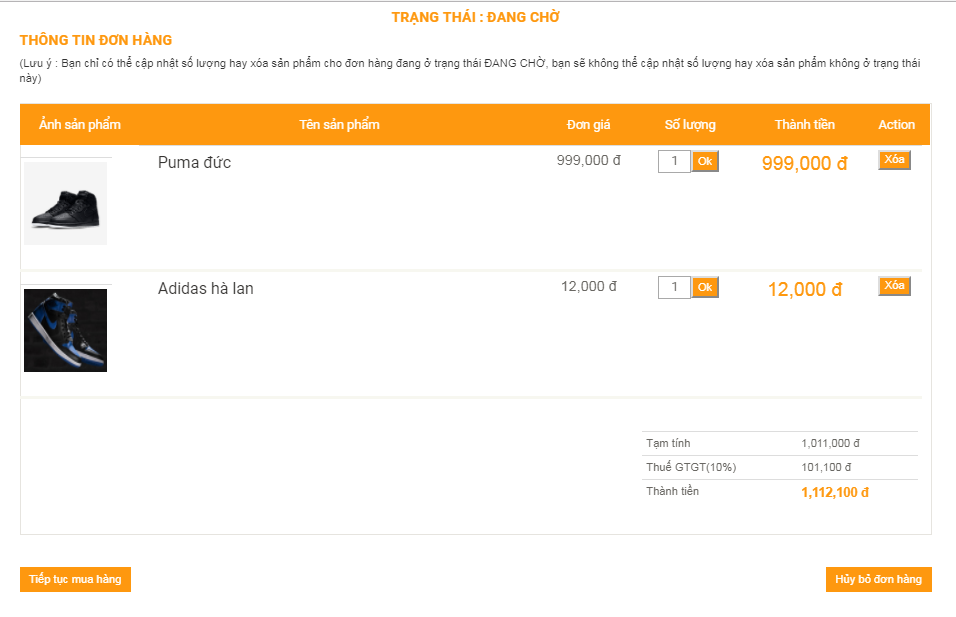 TRẠNG THÁI : ĐANG CHỜ
THÔNG TIN ĐƠN HÀNG
(Lưu ý : Bạn chỉ có thể cập nhật số lượng hay xóa sản phẩm cho đơn hàng đang ở trạng thái ĐANG CHỜ, bạn sẽ không thể cập nhật số lượng hay xóa sản phẩm không ở trạng thái
này)
Ảnh sản phẩm Tên sản phẩm Đơn giá Số lượng Thành tiền Action
Puma đức 999,000 đ 1 Ok 999,000 đ Xóa
Adidas hà lan 12,000 đ 1 Ok 12,000 đ Xóa
Tạm tính 1,011,000 đ
Thuế GTGT(10%) 101,100 đ
Thành tiền 1,112,100 đ
Tiếp tục mua hàng Hủy bỏ đơn hàng